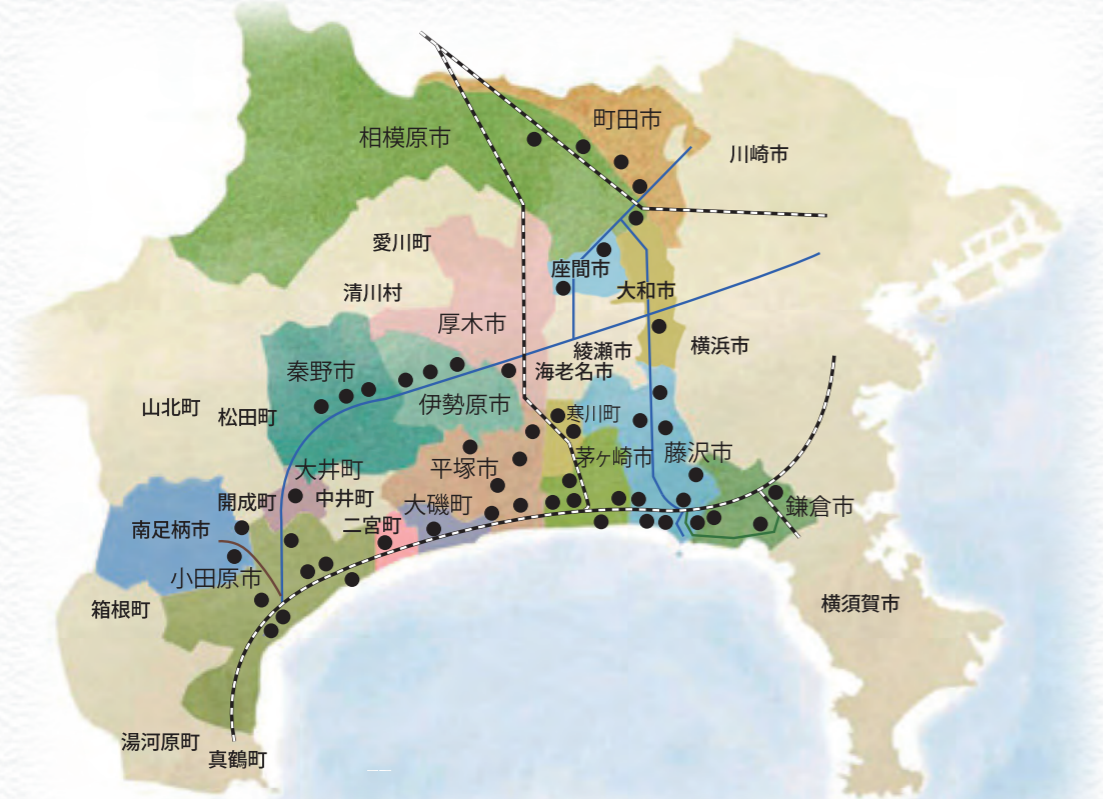 町田市
相模原市
川崎市
愛川町
座間市
清川村
大和市
厚木市
横浜市
綾瀬市
秦野市
海老名市
山北町
松田町
伊勢原市
寒川町
藤沢市
茅ヶ崎市
大井町
平塚市
開成町
中井町
大磯町
鎌倉市
南足柄市
二宮町
小田原市
箱根町
横須賀市
湯河原町
真鶴町